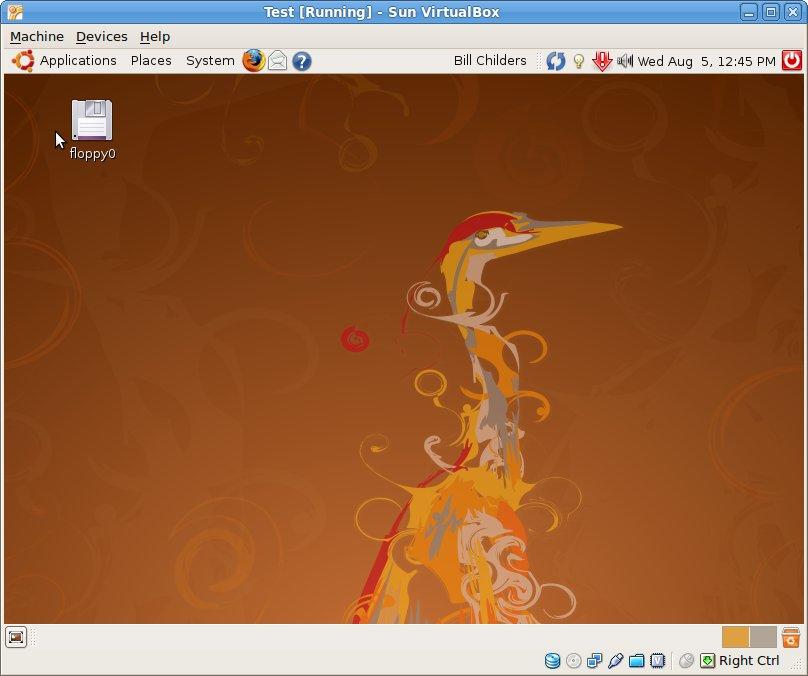 Test [Running] - Sun VirtualBox
Machine Devices Help
Applications Places System ? Bill Childers Wed Aug 5, 12:45 PM
floppy0
V Right Ctrl